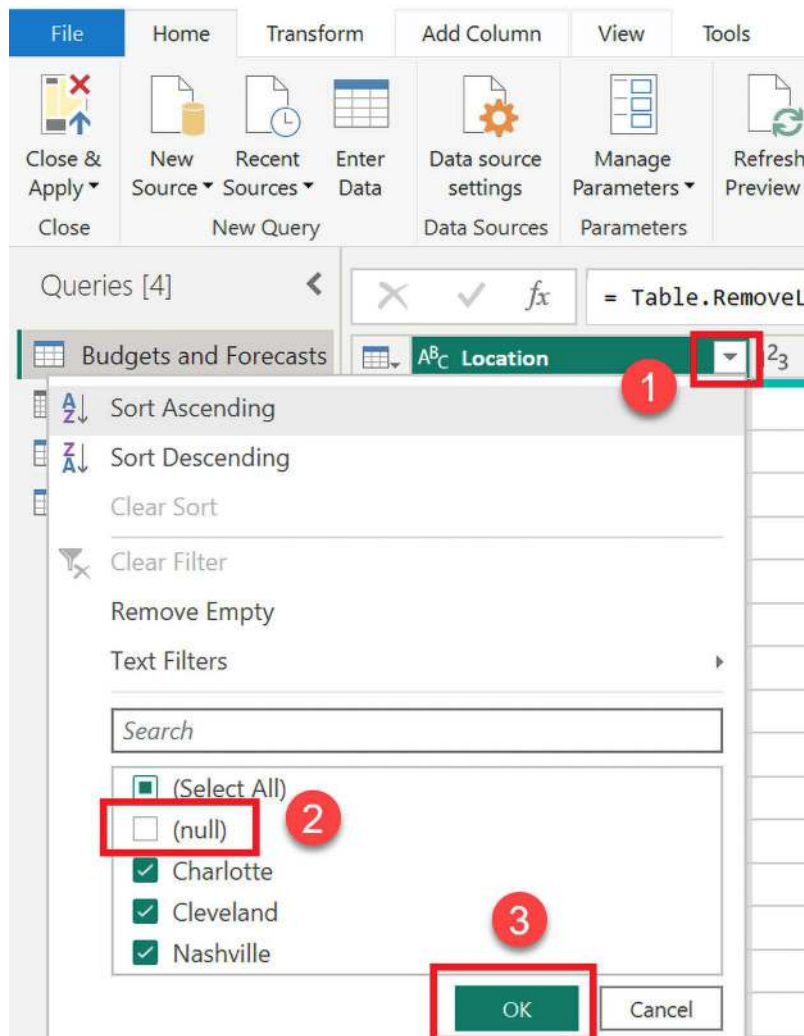 File Home Transform Add Column View Tools
Close & Apply New Source Recent Sources Enter Data Data source settings Manage Parameters Refresh Preview
Close New Query Data Sources Parameters
Queries [4] fx = Table.RemoveL
Budgets and Forecasts ABC Location 123
1
Sort Ascending
Sort Descending
Clear Sort
Clear Filter
Remove Empty
Text Filters
Search
(Select All)
(null) 2
Charlotte
Cleveland
Nashville
3
OK Cancel